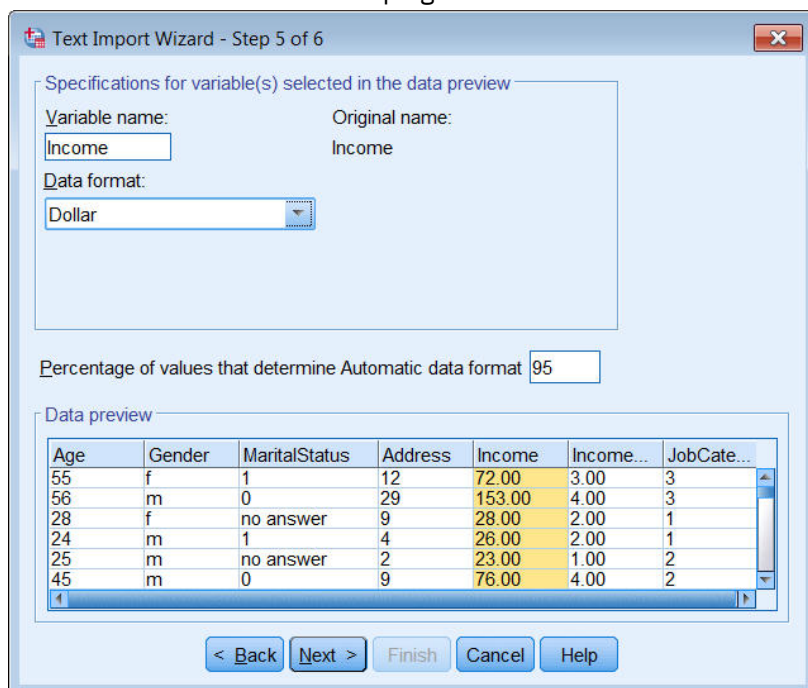 Text Import Wizard - Step 5 of 6
Specifications for variable(s) selected in the data preview
Variable name:
Original name:
Income
Income
Data format:
Dollar
Percentage of values that determine Automatic data format 95
Data preview
Age Gender MaritalStatus Address Income Income... JobCate...
55 f 1 12 72.00 3.00 3
56 m 0 29 153.00 4.00 3
28 f no answer 9 28.00 2.00 1
24 m 1 4 26.00 2.00 1
25 m no answer 2 23.00 1.00 2
45 m 0 9 76.00 4.00 2
< Back Next > Finish Cancel Help